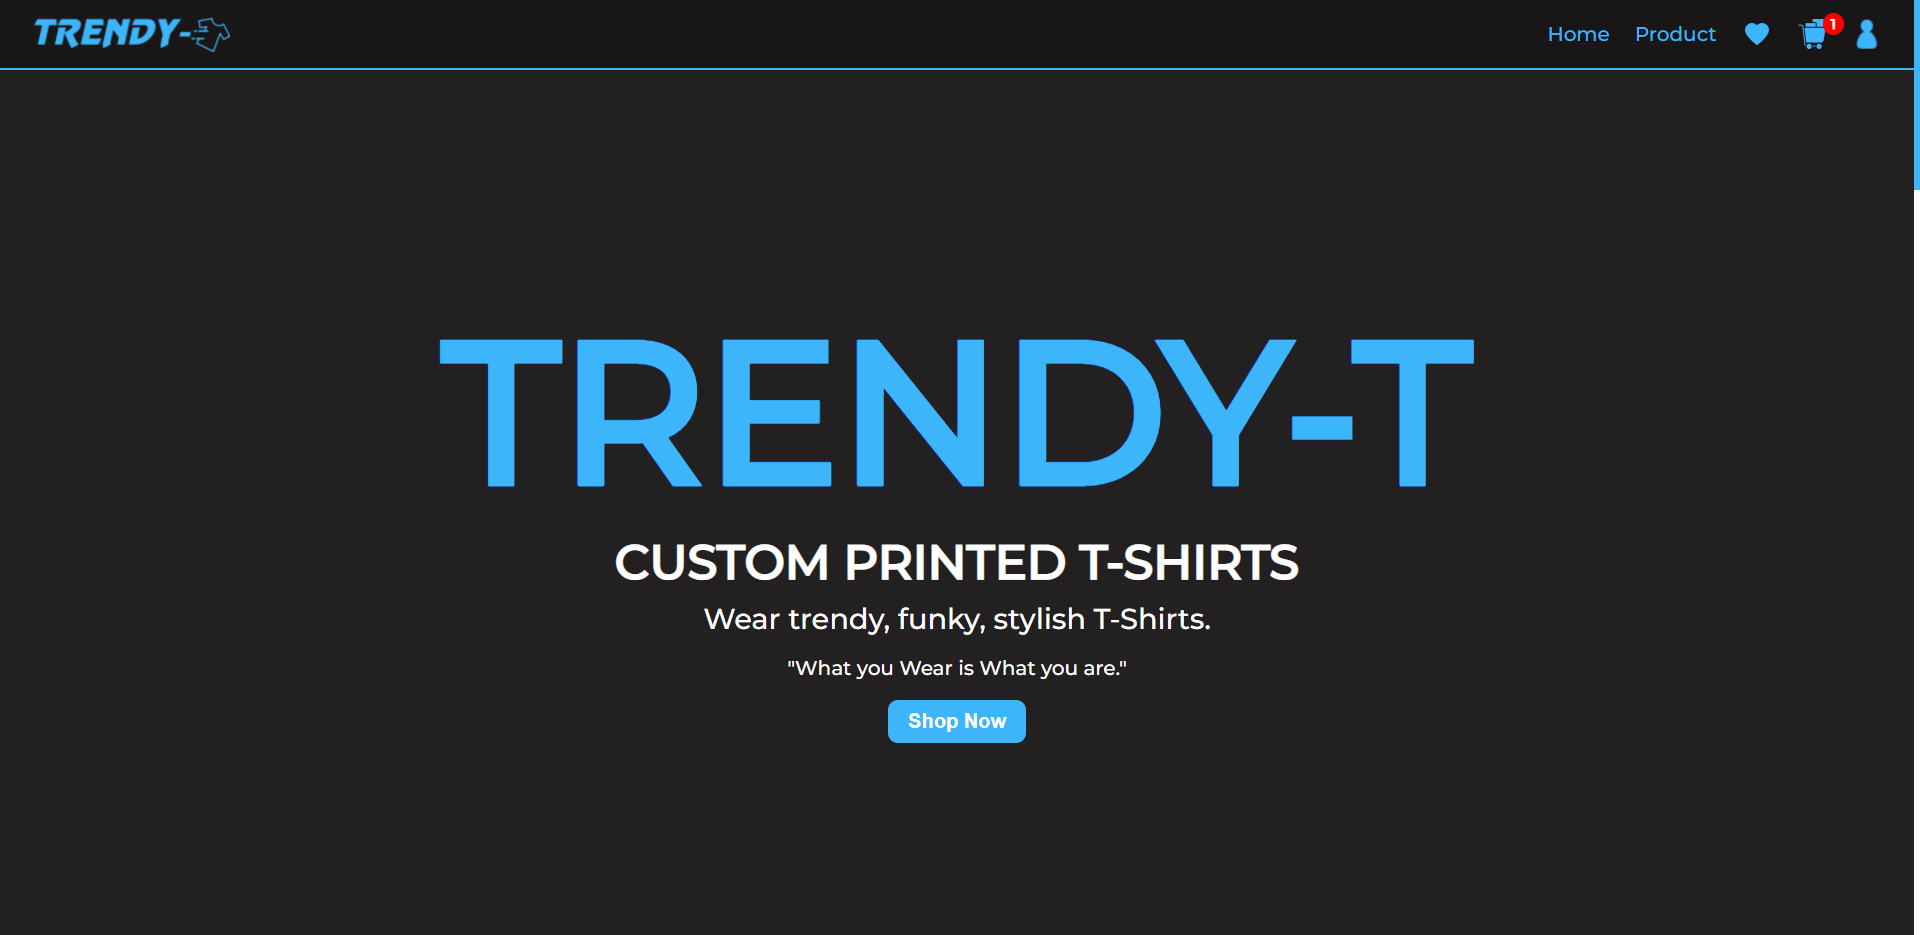 TRENDY-
Home Product 1
TRENDY-T
CUSTOM PRINTED T-SHIRTS
Wear trendy, funky, stylish T-Shirts.
"What you Wear is What you are."
Shop Now